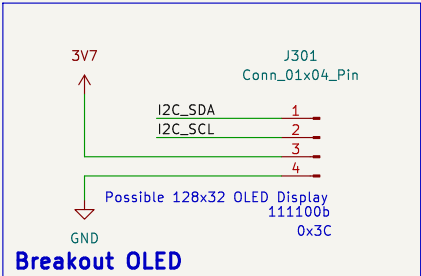 3V7
J301
Conn_01x04_Pin
I2C_SDA
1
I2C_SCL
2
3
4
Possible 128x32 OLED Display
111100b
0x3C
GND
Breakout OLED